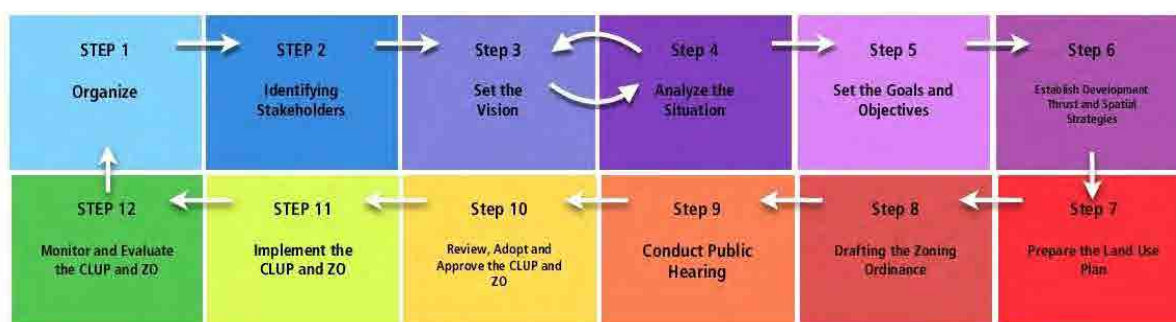 STEP 1
Organize
STEP 2
Identifying
Stakeholders
Step 3
Set the
Vision
Step 4
Analyze the
Situation
Step 5
Set the Goals and
Objectives
Step 6
Establish Development
Thrust and Spatial
Strategies
Step 7
Prepare the Land Use
Plan
Step 8
Drafting the Zoning
Ordinance
Step 9
Conduct Public
Hearing
Step 10
Review, Adopt and
Approve the CLUP and
ZO
STEP 11
Implement the
CLUP and ZO
STEP 12
Monitor and Evaluate
the CLUP and ZO